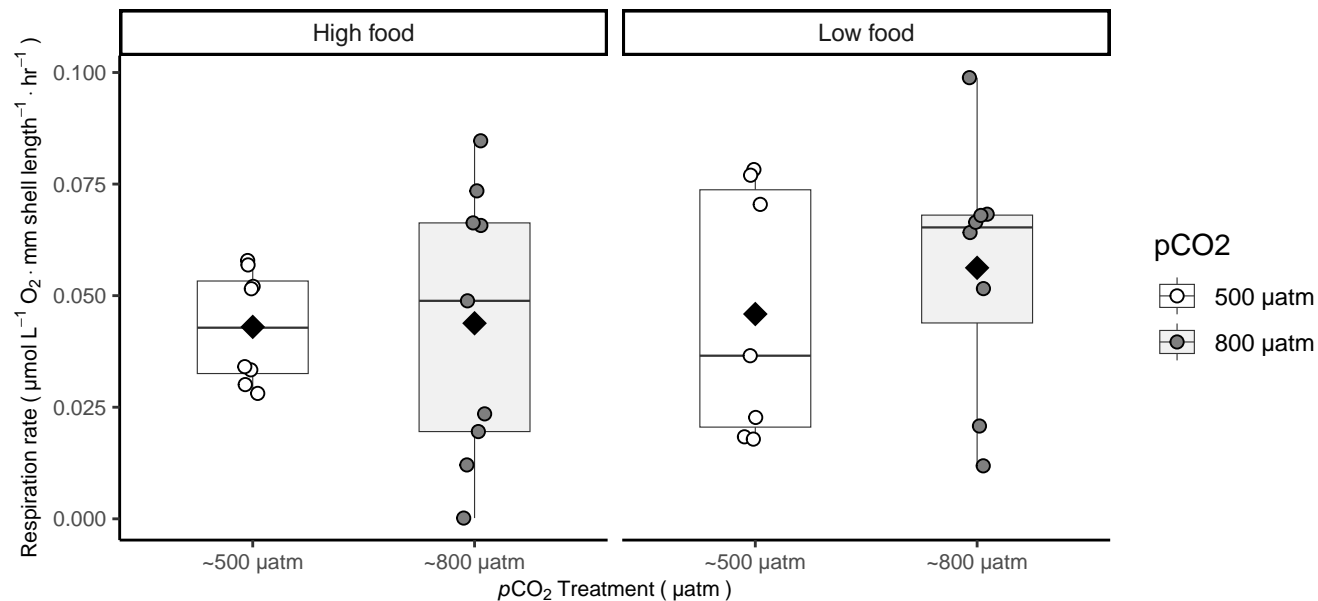 High food
Low food
Respiration rate ( µmol L⁻¹ O₂ · mm shell length⁻¹ · hr⁻¹ )
0.100
0.075
0.050
0.025
0.000
~500 µatm
~800 µatm
~500 µatm
~800 µatm
pCO₂ Treatment ( µatm )
pCO2
500 µatm
800 µatm